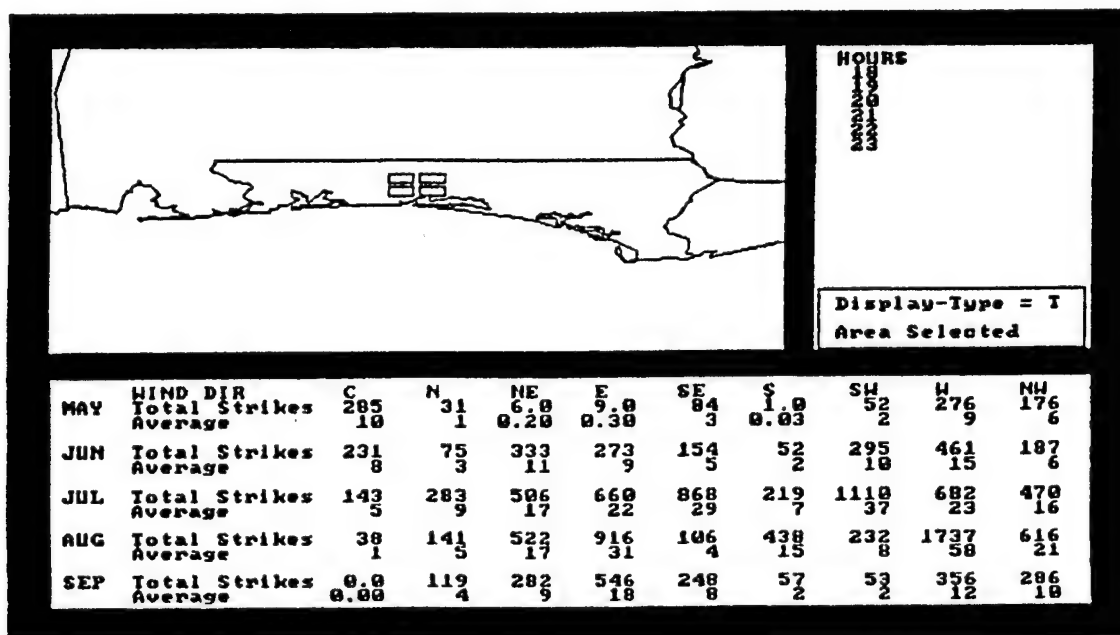 HOURS
18
19
20
21
22
23
Display-Type = T
Area Selected
WIND DIR C N NE E SE S SW W NW
MAY Total Strikes 285 31 6.0 9.0 84 1.0 52 276 176
Average 10 1 0.20 0.30 3 0.03 2 9 6
JUN Total Strikes 231 75 333 273 154 52 295 461 187
Average 8 3 11 9 5 2 10 15 6
JUL Total Strikes 143 283 506 660 868 219 1110 682 470
Average 5 9 17 22 29 7 37 23 16
AUG Total Strikes 38 141 522 916 106 438 232 1737 616
Average 1 5 17 31 4 15 8 58 21
SEP Total Strikes 0.0 119 282 546 248 57 53 356 286
Average 0.00 4 9 18 8 2 2 12 10